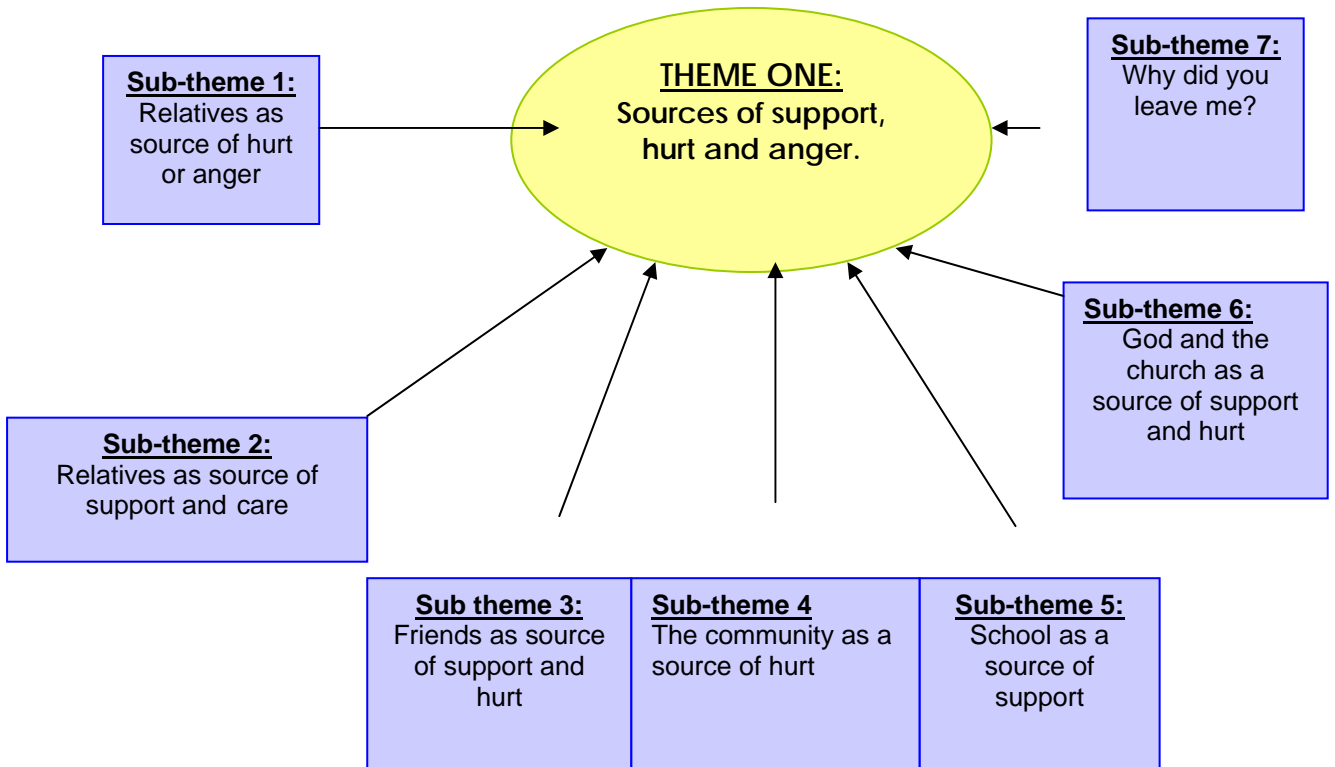 THEME ONE:
Sources of support,
hurt and anger.
Sub-theme 1:
Relatives as
source of hurt
or anger
Sub-theme 2:
Relatives as source of
support and care
Sub theme 3:
Friends as source
of support and
hurt
Sub-theme 4
The community as a
source of hurt
Sub-theme 5:
School as a
source of
support
Sub-theme 6:
God and the
church as a
source of support
and hurt
Sub-theme 7:
Why did you
leave me?